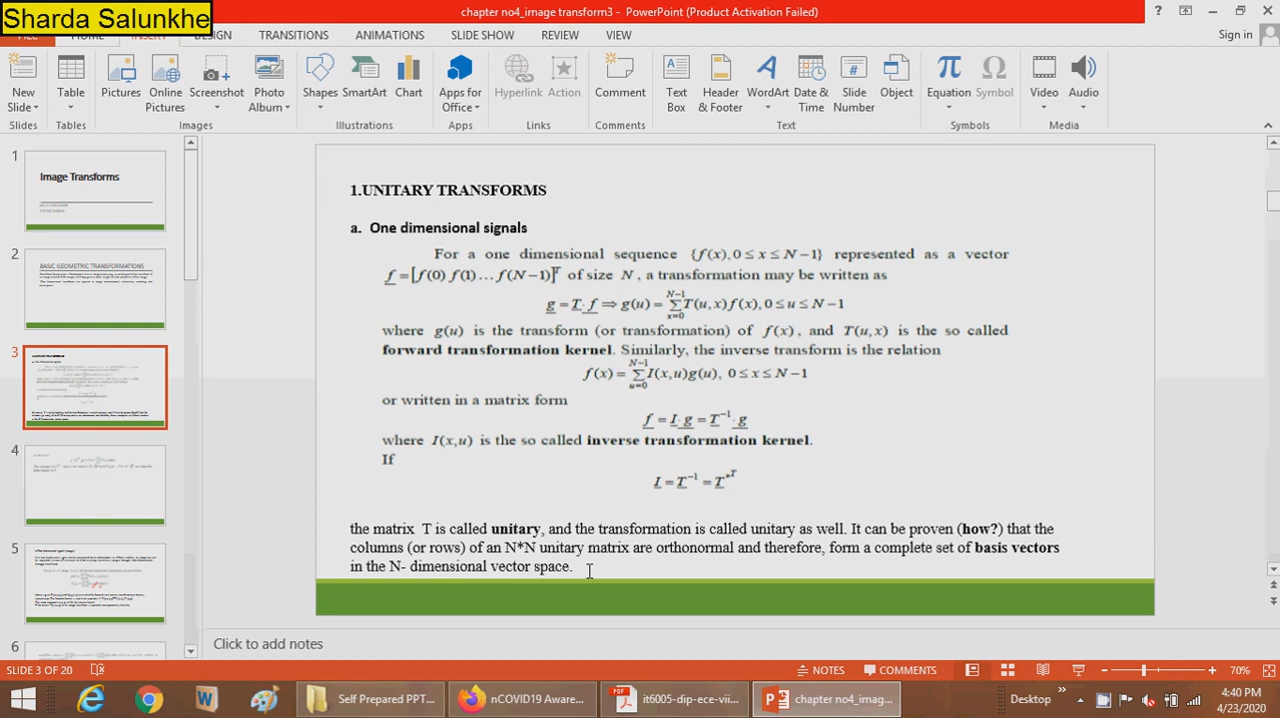 Sharda Salunkhe
chapter no4_image transform3 - PowerPoint (Product Activation Failed)
FILE HOME INSERT DESIGN TRANSITIONS ANIMATIONS SLIDE SHOW REVIEW VIEW Sign in
New Slide Table Pictures Online Pictures Screenshot Photo Album Shapes SmartArt Chart Apps for Office Hyperlink Action Comment Text Box Header & Footer WordArt Date & Time Slide Number Object Equation Symbol Video Audio
Slides Tables Images Illustrations Apps Links Comments Text Symbols Media
1
Image Transforms
2
BASIC GEOMETRIC TRANSFORMATIONS
3
4
5
6
1.UNITARY TRANSFORMS
a. One dimensional signals
For a one dimensional sequence {f(x), 0 ≤ x ≤ N −1} represented as a vector
f = [f(0) f(1)... f(N −1)]ᵀ of size N, a transformation may be written as
g = T · f ⇒ g(u) = ∑_{x=0}^{N−1} T(u,x)f(x), 0 ≤ u ≤ N −1
where g(u) is the transform (or transformation) of f(x), and T(u,x) is the so called
forward transformation kernel. Similarly, the inverse transform is the relation
f(x) = ∑_{u=0}^{N−1} I(x,u)g(u), 0 ≤ x ≤ N −1
or written in a matrix form
f = I · g = T⁻¹ · g
where I(x,u) is the so called inverse transformation kernel.
If
I = T⁻¹ = T*ᵀ
the matrix T is called unitary, and the transformation is called unitary as well. It can be proven (how?) that the
columns (or rows) of an N*N unitary matrix are orthonormal and therefore, form a complete set of basis vectors
in the N- dimensional vector space.
Click to add notes
SLIDE 3 OF 20 NOTES COMMENTS 70%
Self Prepared PPT... nCOVID19 Aware... it6005-dip-ece-vii... chapter no4_imag... Desktop 4:40 PM
4/23/2020